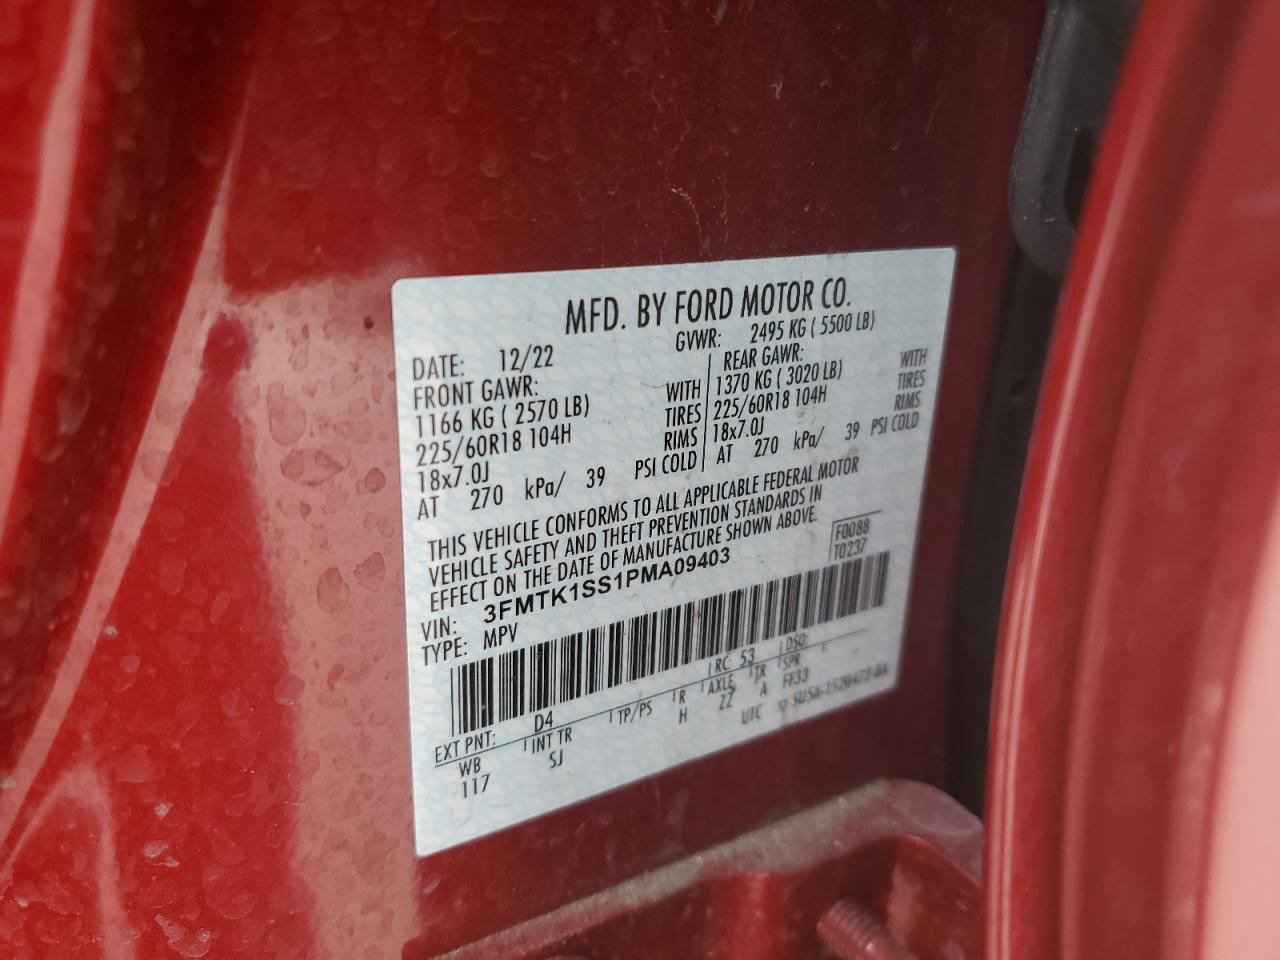 MFD. BY FORD MOTOR CO.
DATE: 12/22 GVWR: 2495 KG ( 5500 LB)
FRONT GAWR: WITH REAR GAWR: WITH
1166 KG ( 2570 LB) TIRES 1370 KG ( 3020 LB) TIRES
225/60R18 104H RIMS 225/60R18 104H RIMS
18x7.0J 18x7.0J
AT 270 kPa/ 39 PSI COLD AT 270 kPa/ 39 PSI COLD
THIS VEHICLE CONFORMS TO ALL APPLICABLE FEDERAL MOTOR
VEHICLE SAFETY AND THEFT PREVENTION STANDARDS IN
EFFECT ON THE DATE OF MANUFACTURE SHOWN ABOVE.
VIN: 3FMTK1SS1PMA09403 F0088
TYPE: MPV T0237
EXT PNT: D4 RC: 53 DSO:
WB INT TR TP/PS R AXLE TR SPR
117 SJ H ZZ A FF33
UTC